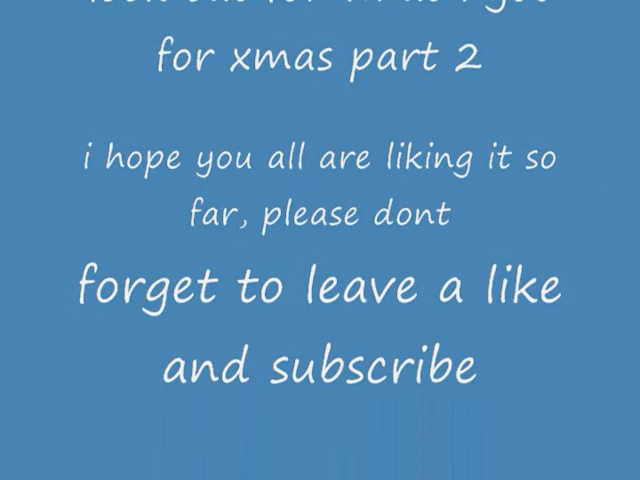 for xmas part 2
i hope you all are liking it so
far, please dont
forget to leave a like
and subscribe